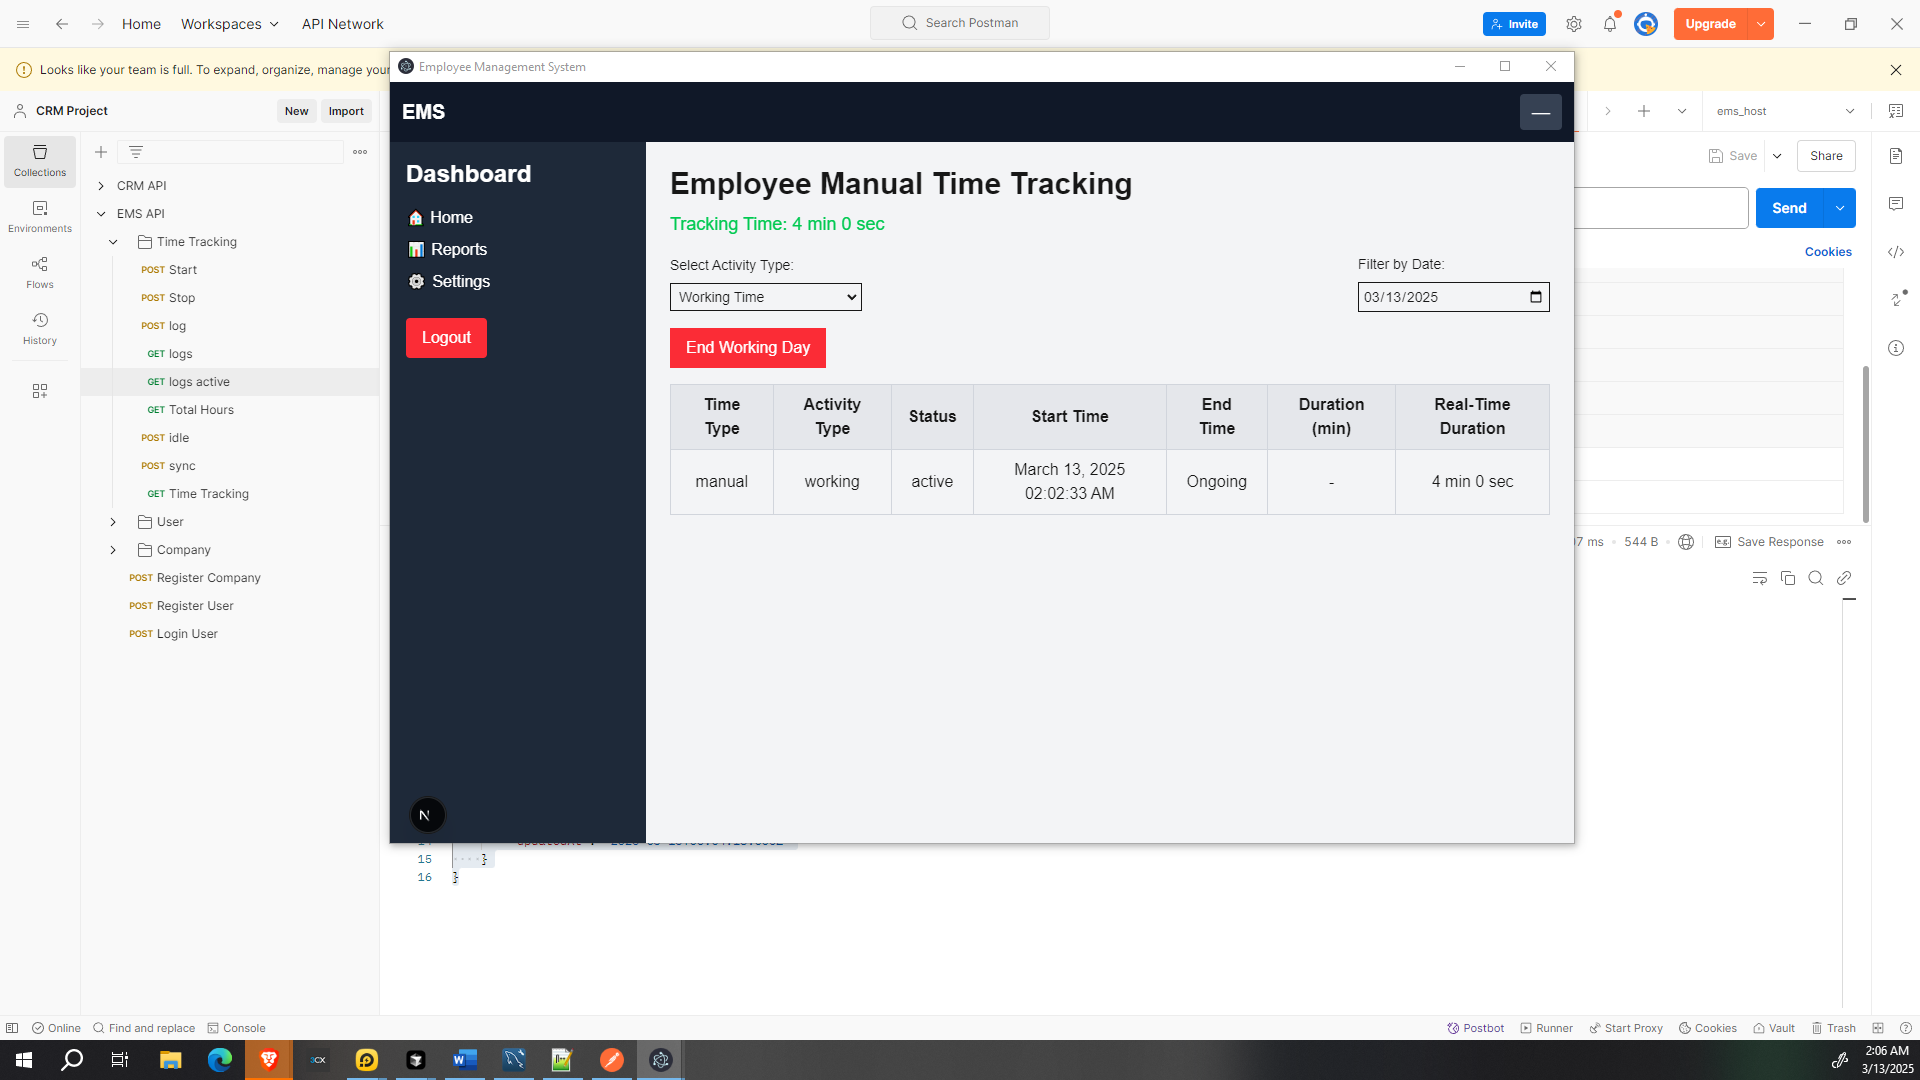 Home
Workspaces
API Network
Search Postman
Invite
Upgrade
Looks like your team is full. To expand, organize, manage your
CRM Project
New
Import
ems_host
Collections
Environments
Flows
History
CRM API
EMS API
Time Tracking
POST Start
POST Stop
POST log
GET logs
GET logs active
GET Total Hours
POST idle
POST sync
GET Time Tracking
User
Company
POST Register Company
POST Register User
POST Login User
Save
Share
Send
Cookies
Employee Management System
EMS
Dashboard
Home
Reports
Settings
Logout
N
Employee Manual Time Tracking
Tracking Time: 4 min 0 sec
Select Activity Type:
Working Time
Filter by Date:
03/13/2025
End Working Day
Time Type
Activity Type
Status
Start Time
End Time
Duration (min)
Real-Time Duration
manual
working
active
March 13, 2025
02:02:33 AM
Ongoing
-
4 min 0 sec
7 ms
544 B
e.g.
Save Response
15 }
16 }
Online
Find and replace
Console
Postbot
Runner
Start Proxy
Cookies
Vault
Trash
2:06 AM
3/13/2025